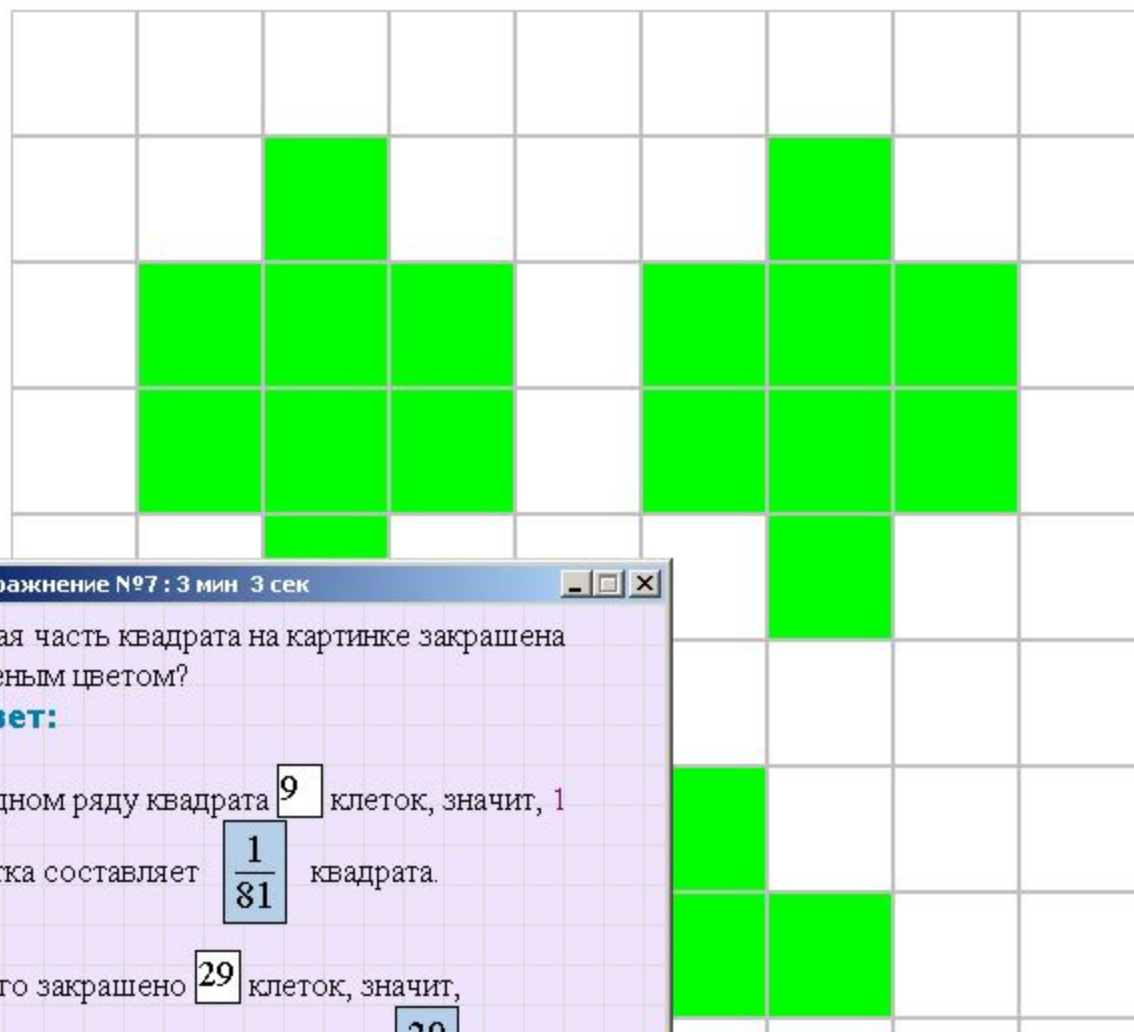 ражнение №7 : 3 мин 3 сек
ая часть квадрата на картинке закрашена
еным цветом?
вет:
дном ряду квадрата 9 клеток, значит, 1
тка составляет 1/81 квадрата.
го закрашено 29 клеток, значит,